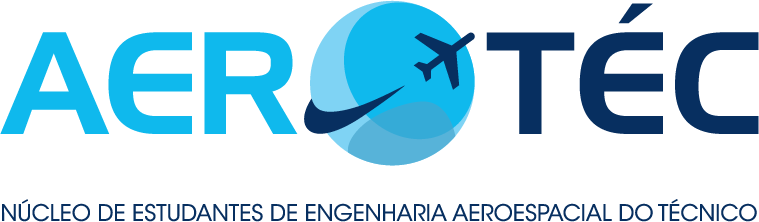 AEROTÉC
NÚCLEO DE ESTUDANTES DE ENGENHARIA AEROESPACIAL DO TÉCNICO